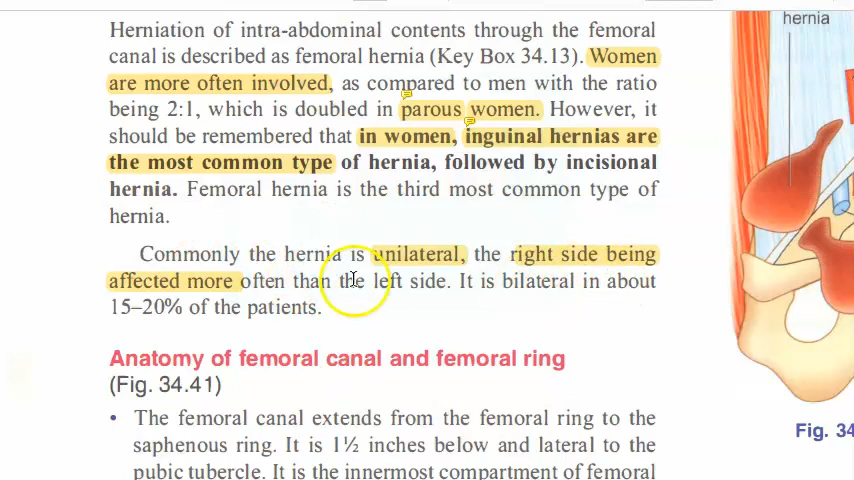 Herniation of intra-abdominal contents through the femoral
canal is described as femoral hernia (Key Box 34.13). Women
are more often involved, as compared to men with the ratio
being 2:1, which is doubled in parous women. However, it
should be remembered that in women, inguinal hernias are
the most common type of hernia, followed by incisional
hernia. Femoral hernia is the third most common type of
hernia.
Commonly the hernia is unilateral, the right side being
affected more often than the left side. It is bilateral in about
15–20% of the patients.
Anatomy of femoral canal and femoral ring
(Fig. 34.41)
• The femoral canal extends from the femoral ring to the
saphenous ring. It is 1½ inches below and lateral to the
pubic tubercle. It is the innermost compartment of femoral
hernia
Fig. 34